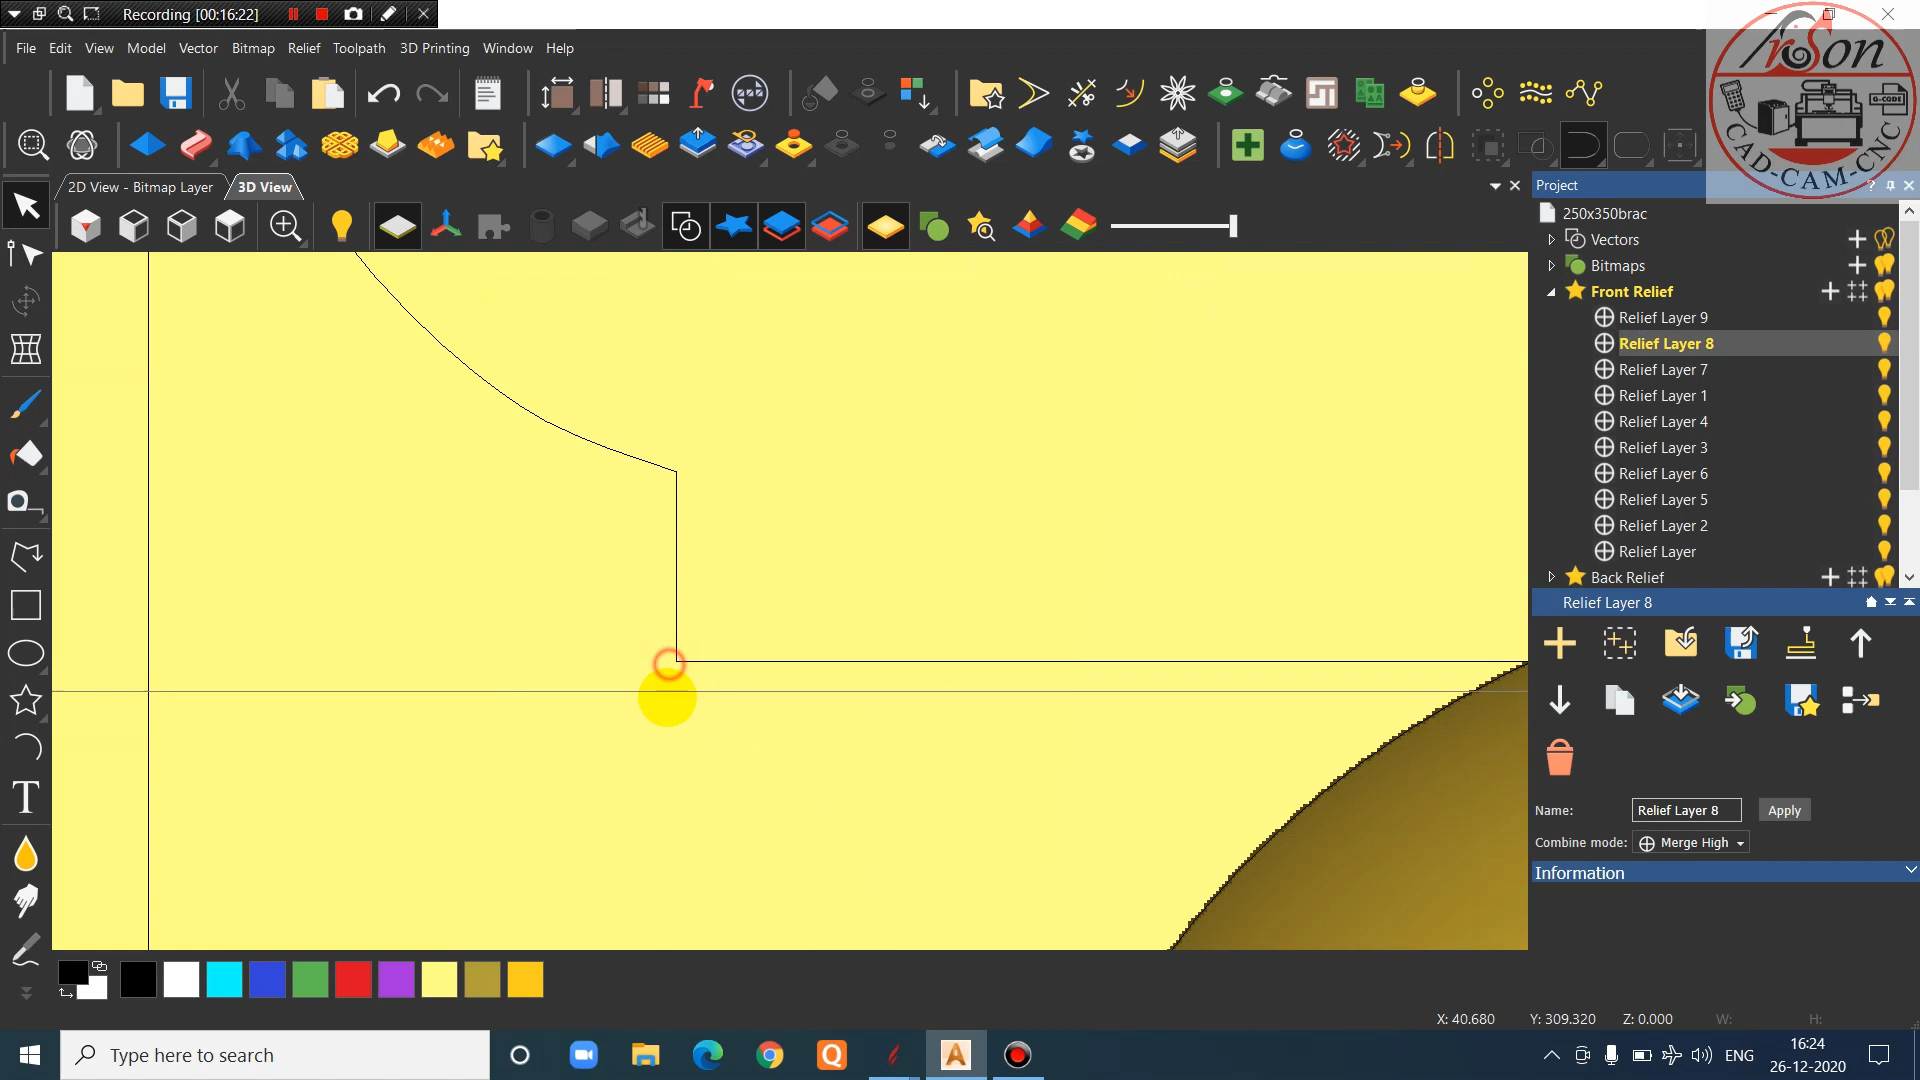 Recording [00:16:22]
File Edit View Model Vector Bitmap Relief Toolpath 3D Printing Window Help
ArSon
G-CODE
CAD-CAM-CNC
2D View - Bitmap Layer 3D View
Project
250x350brac
Vectors
Bitmaps
Front Relief
Relief Layer 9
Relief Layer 8
Relief Layer 7
Relief Layer 1
Relief Layer 4
Relief Layer 3
Relief Layer 6
Relief Layer 5
Relief Layer 2
Relief Layer
Back Relief
Relief Layer 8
Name: Relief Layer 8 Apply
Combine mode: Merge High
Information
X: 40.680 Y: 309.320 Z: 0.000 W: H:
Type here to search
ENG
16:24
26-12-2020